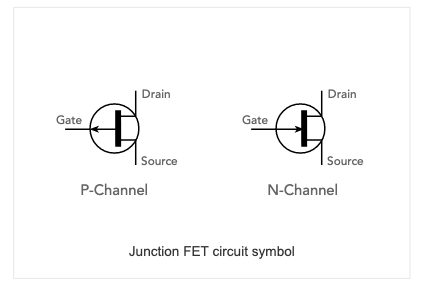 Drain
Gate
Source
P-Channel
Drain
Gate
Source
N-Channel
Junction FET circuit symbol